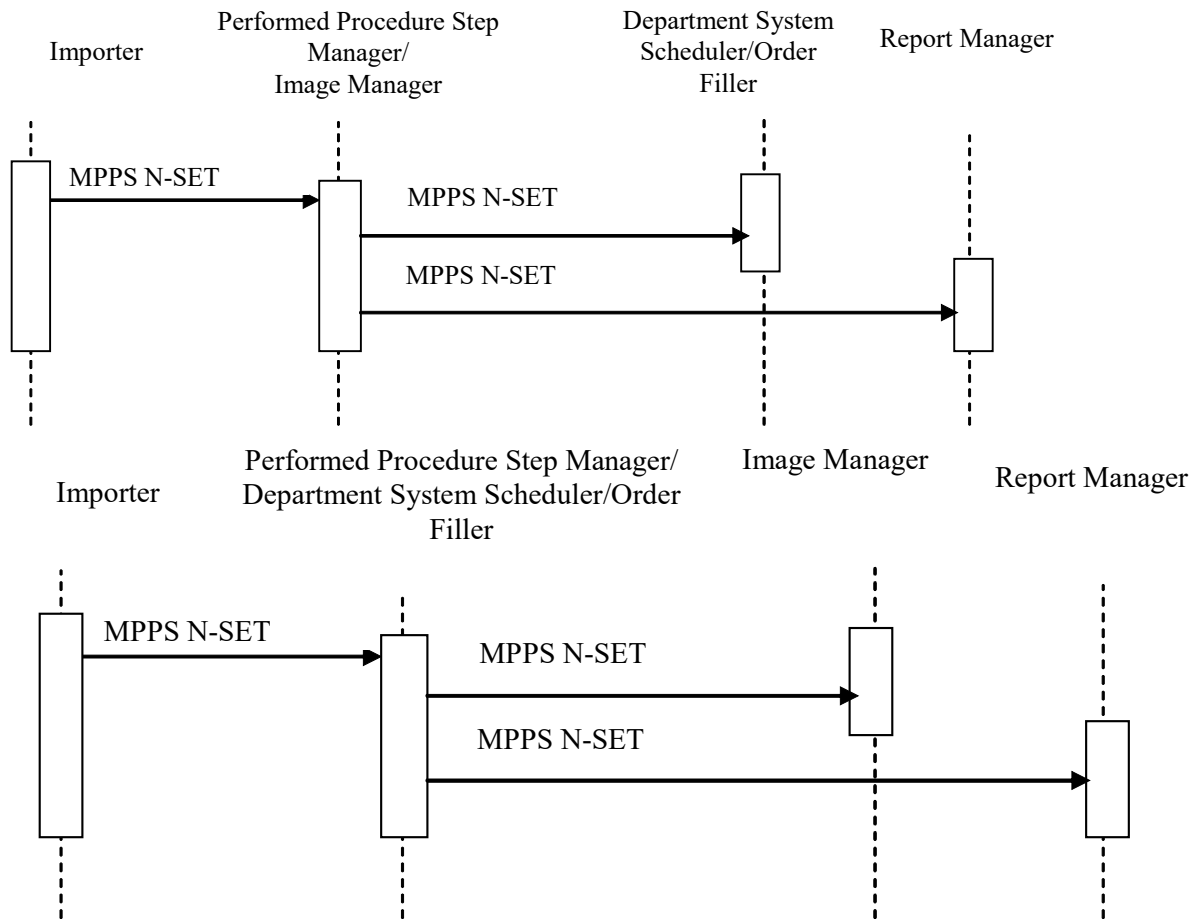 Importer
Performed Procedure Step
Manager/
Image Manager
Department System
Scheduler/Order
Filler
Report Manager
MPPS N-SET
MPPS N-SET
MPPS N-SET
Importer
Performed Procedure Step Manager/
Department System Scheduler/Order
Filler
Image Manager
Report Manager
MPPS N-SET
MPPS N-SET
MPPS N-SET